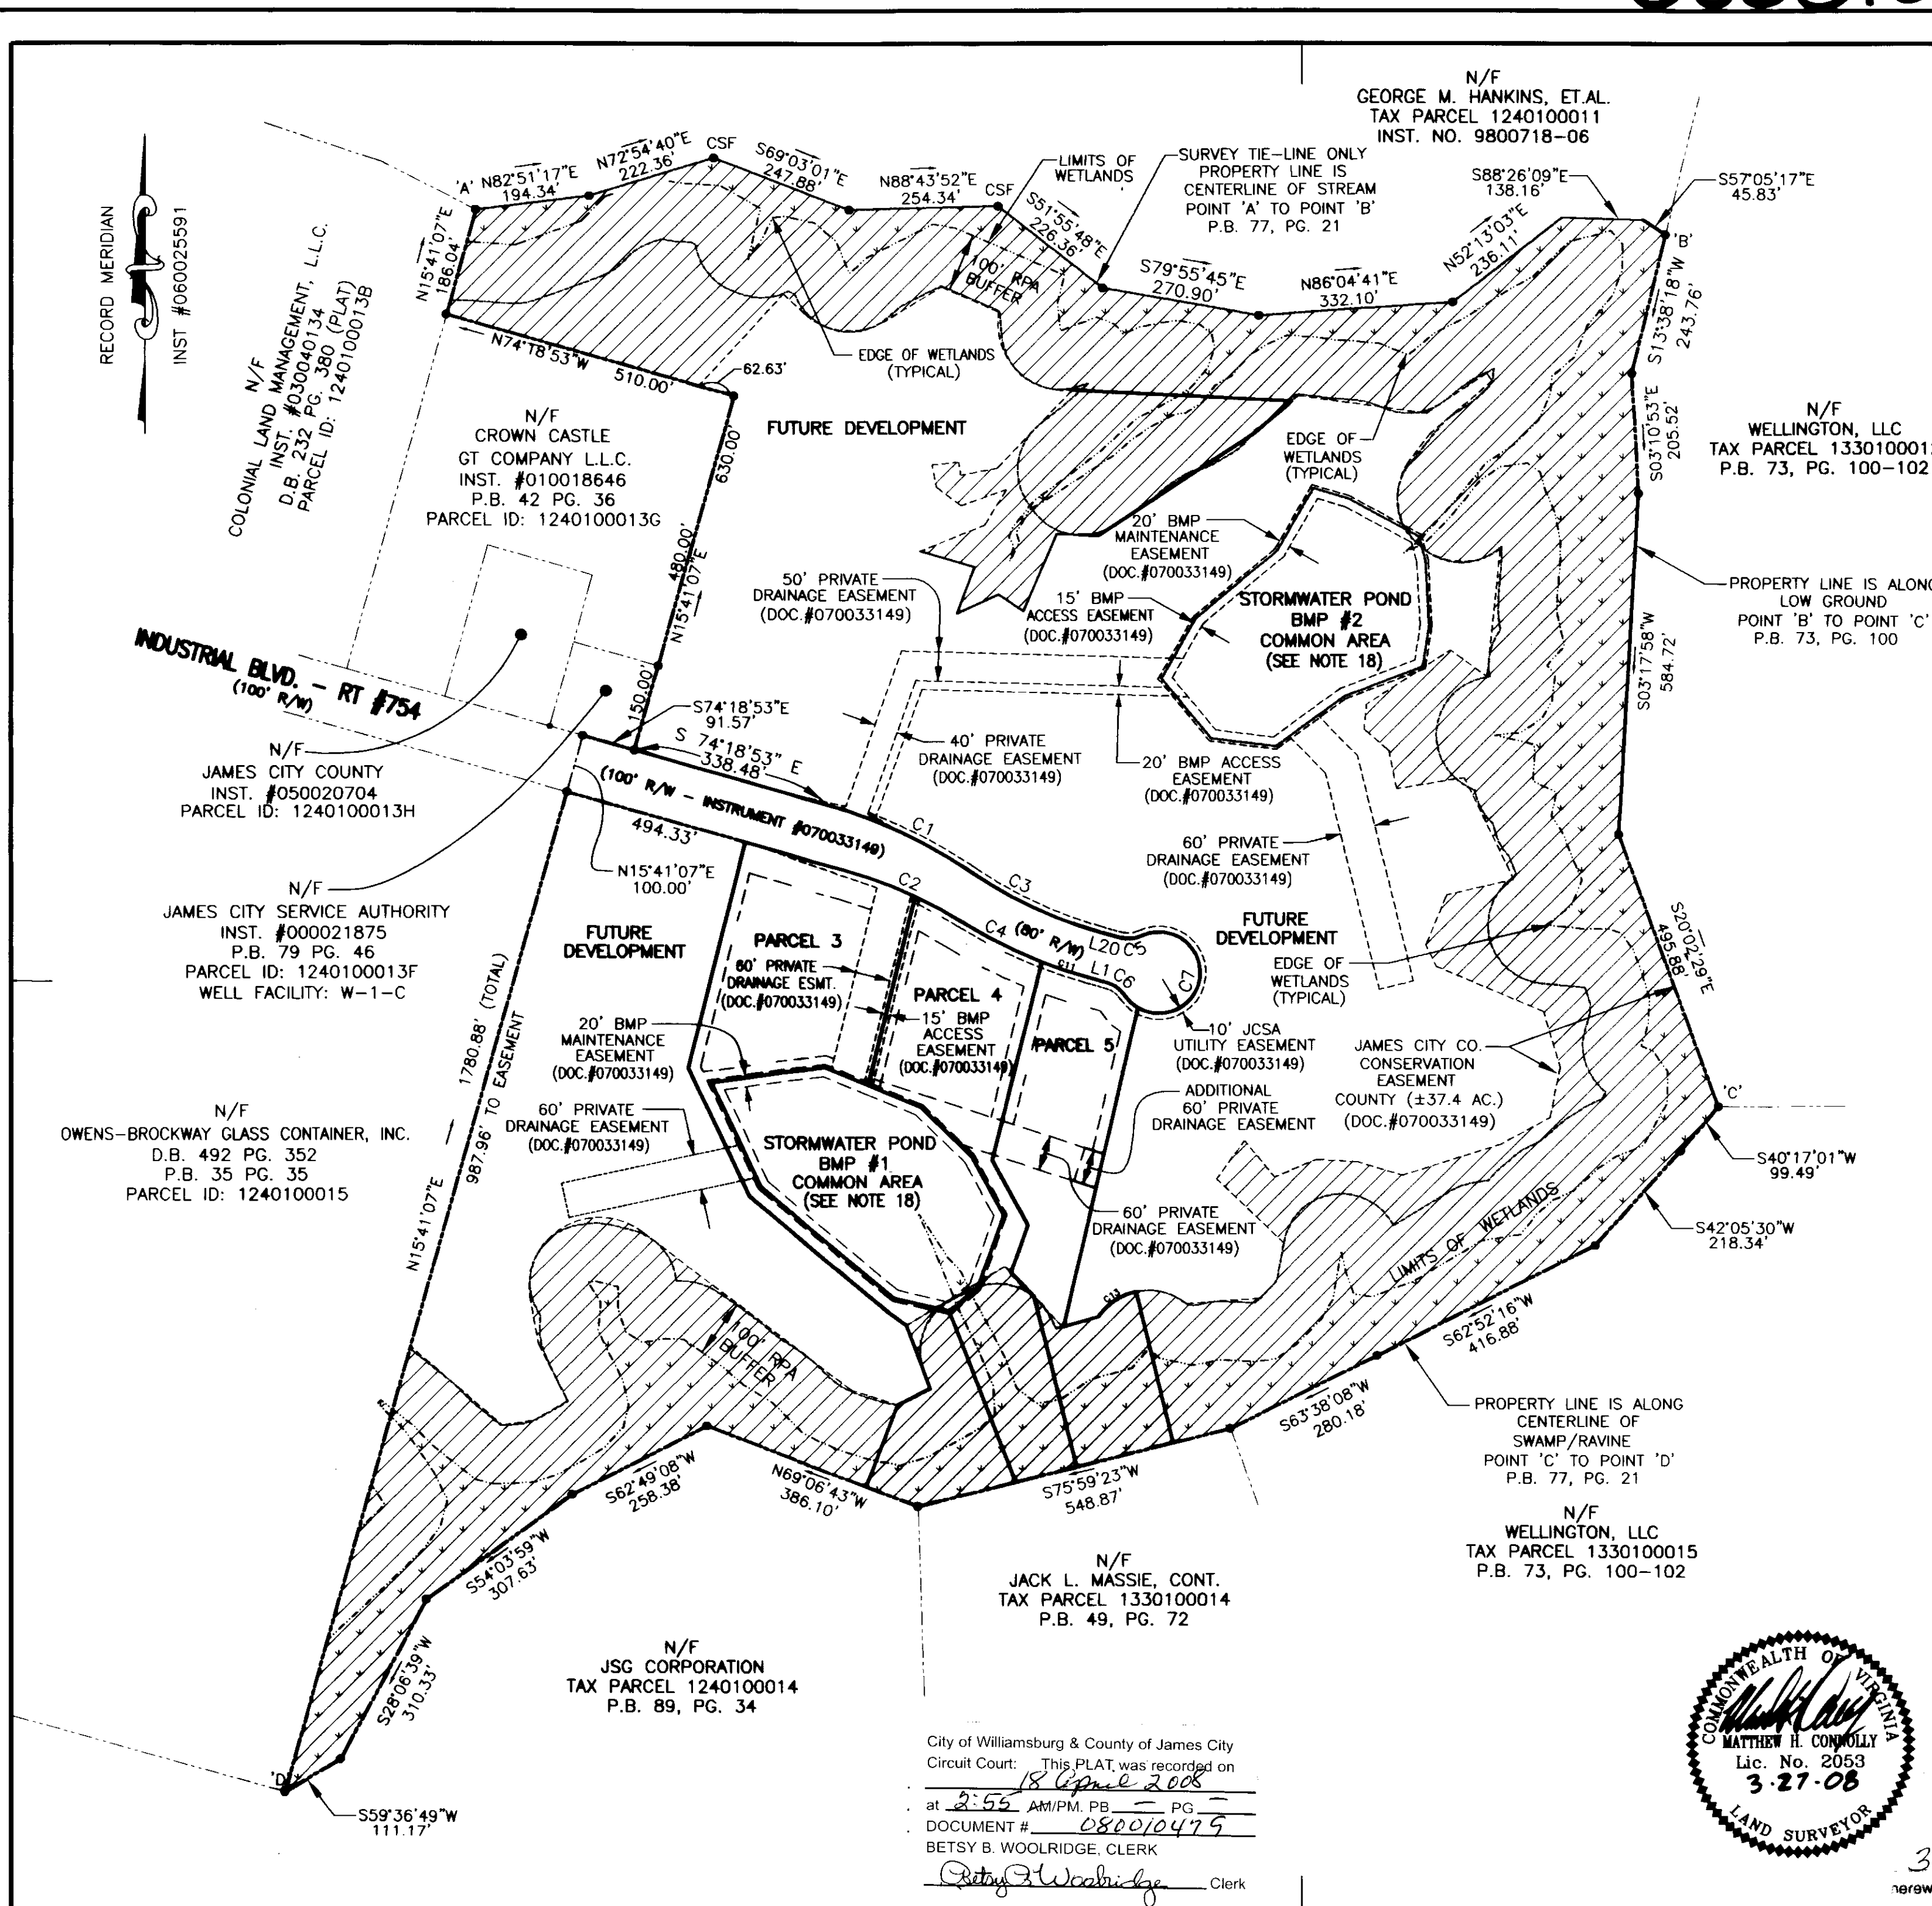 N/F
GEORGE M. HANKINS, ET.AL.
TAX PARCEL 1240100011
INST. NO. 9800718-06
RECORD MERIDIAN
INST #060025591
'A'
N82°51'17"E
194.34'
N72°54'40"E
222.36'
CSF
S69°03'01"E
247.88'
N88°43'52"E
254.34'
CSF
S51°55'48"E
226.36'
LIMITS OF
WETLANDS
SURVEY TIE-LINE ONLY
PROPERTY LINE IS
CENTERLINE OF STREAM
POINT 'A' TO POINT 'B'
P.B. 77, PG. 21
S79°55'45"E
270.90'
N86°04'41"E
332.10'
N52°13'03"E
236.11'
S88°26'09"E
138.16'
S57°05'17"E
45.83'
'B'
S13°38'18"W
243.76'
S03°10'53"E
205.52'
N/F
WELLINGTON, LLC
P.B. 73, PG. 100-102
PROPERTY LINE IS ALONG
LOW GROUND
POINT 'B' TO POINT 'C'
P.B. 73, PG. 100
S03°17'58"W
584.72'
N15°41'07"E
186.04'
N/F
COLONIAL LAND MANAGEMENT, L.L.C.
INST. #030040134
D.B. 232 PG. 380 (PLAT)
PARCEL ID: 1240100013B
N74°18'53"W
510.00'
62.63'
100' RPA
BUFFER
EDGE OF WETLANDS
(TYPICAL)
N/F
CROWN CASTLE
GT COMPANY L.L.C.
INST. #010018646
P.B. 42 PG. 36
PARCEL ID: 1240100013G
630.00'
480.00'
N15°41'07"E
150.00'
FUTURE DEVELOPMENT
EDGE OF
WETLANDS
(TYPICAL)
20' BMP
MAINTENANCE
EASEMENT
(DOC.#070033149)
50' PRIVATE
DRAINAGE EASEMENT
(DOC.#070033149)
15' BMP
ACCESS EASEMENT
(DOC.#070033149)
STORMWATER POND
BMP #2
COMMON AREA
(SEE NOTE 18)
INDUSTRIAL BLVD. - RT #754
(100' R/W)
S74°18'53"E
91.57'
S 74°18'53" E
338.48'
(100' R/W - INSTRUMENT #070033149)
494.33'
N15°41'07"E
100.00'
40' PRIVATE
DRAINAGE EASEMENT
(DOC.#070033149)
20' BMP ACCESS
EASEMENT
(DOC.#070033149)
N/F
JAMES CITY COUNTY
INST. #050020704
PARCEL ID: 1240100013H
N/F
JAMES CITY SERVICE AUTHORITY
INST. #000021875
P.B. 79 PG. 46
PARCEL ID: 1240100013F
WELL FACILITY: W-1-C
C1
C2
C3
C4
(80' R/W)
L20 C5
C11
L1 C6
C7
60' PRIVATE
DRAINAGE EASEMENT
(DOC.#070033149)
FUTURE
DEVELOPMENT
EDGE OF
WETLANDS
(TYPICAL)
S20°02'29"E
495.88'
FUTURE
DEVELOPMENT
PARCEL 3
60' PRIVATE
DRAINAGE ESMT.
(DOC.#070033149)
PARCEL 4
15' BMP
ACCESS
EASEMENT
(DOC.#070033149)
PARCEL 5
10' JCSA
UTILITY EASEMENT
(DOC.#070033149)
JAMES CITY CO.
CONSERVATION
EASEMENT
COUNTY (±37.4 AC.)
(DOC.#070033149)
ADDITIONAL
60' PRIVATE
DRAINAGE EASEMENT
20' BMP
MAINTENANCE
EASEMENT
(DOC.#070033149)
60' PRIVATE
DRAINAGE EASEMENT
(DOC.#070033149)
STORMWATER POND
BMP #1
COMMON AREA
(SEE NOTE 18)
60' PRIVATE
DRAINAGE EASEMENT
(DOC.#070033149)
1780.88' (TOTAL)
987.96' TO EASEMENT
N15°41'07"E
N/F
OWENS-BROCKWAY GLASS CONTAINER, INC.
D.B. 492 PG. 352
P.B. 35 PG. 35
PARCEL ID: 1240100015
'C'
S40°17'01"W
99.49'
S42°05'30"W
218.34'
LIMITS OF WETLANDS
C13
100' RPA
BUFFER
S62°52'16"W
416.88'
S63°38'08"W
280.18'
S75°59'23"W
548.87'
N69°06'43"W
386.10'
S62°49'08"W
258.38'
S54°03'59"W
307.63'
S28°06'39"W
310.33'
'D'
S59°36'49"W
111.17'
PROPERTY LINE IS ALONG
CENTERLINE OF
SWAMP/RAVINE
POINT 'C' TO POINT 'D'
P.B. 77, PG. 21
N/F
WELLINGTON, LLC
TAX PARCEL 1330100015
P.B. 73, PG. 100-102
N/F
JACK L. MASSIE, CONT.
TAX PARCEL 1330100014
P.B. 49, PG. 72
N/F
JSG CORPORATION
TAX PARCEL 1240100014
P.B. 89, PG. 34
City of Williamsburg & County of James City
Circuit Court: This PLAT was recorded on
18 April 2008
at 2:55 AM/PM. PB — PG —
DOCUMENT # 080010479
BETSY B. WOOLRIDGE, CLERK
Betsy B Woolridge Clerk
COMMONWEALTH OF VIRGINIA
MATTHEW H. CONNOLLY
Lic. No. 2053
3-27-08
LAND SURVEYOR
3